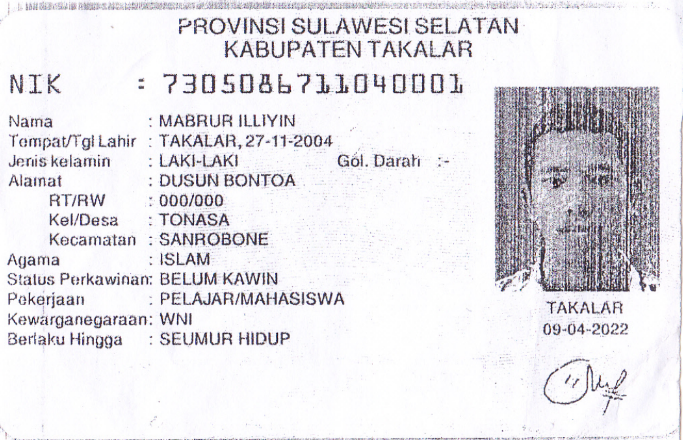 PROVINSI SULAWESI SELATAN
KABUPATEN TAKALAR
NIK : 7305086711040001
Nama : MABRUR ILLIYIN
Tempat/Tgl Lahir : TAKALAR, 27-11-2004
Jenis kelamin : LAKI-LAKI Gol. Darah :-
Alamat : DUSUN BONTOA
RT/RW : 000/000
Kel/Desa : TONASA
Kecamatan : SANROBONE
Agama : ISLAM
Status Perkawinan: BELUM KAWIN
Pekerjaan : PELAJAR/MAHASISWA
Kewarganegaraan: WNI
Berlaku Hingga : SEUMUR HIDUP
TAKALAR
09-04-2022